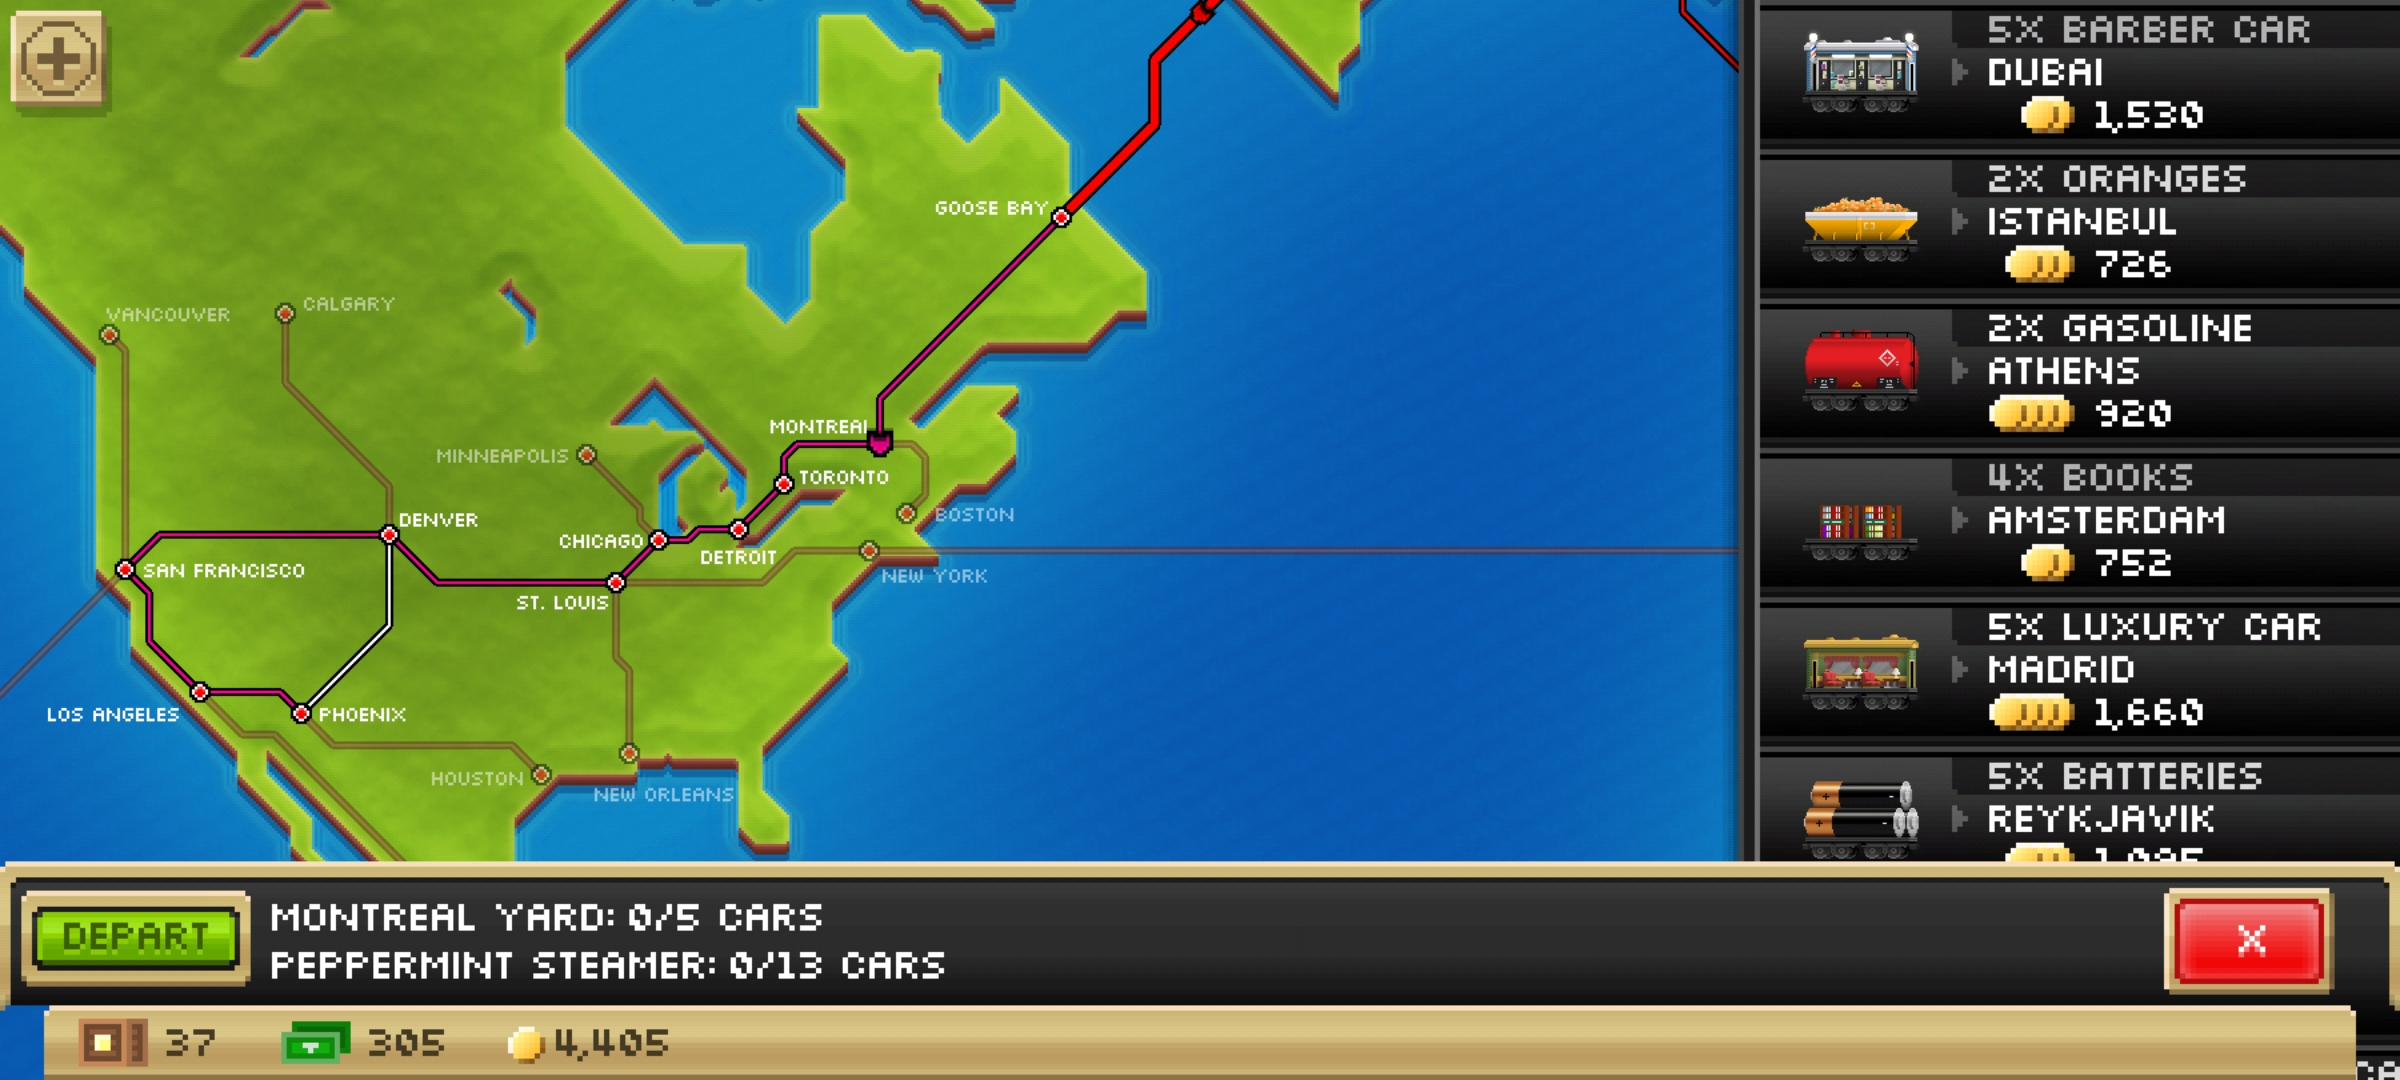 5X BARBER CAR
DUBAI
1,530
2X ORANGES
ISTANBUL
726
2X GASOLINE
ATHENS
920
4X BOOKS
AMSTERDAM
752
5X LUXURY CAR
MADRID
1,660
5X BATTERIES
REYKJAVIK
GOOSE BAY
VANCOUVER
CALGARY
MONTREAL
MINNEAPOLIS
TORONTO
DENVER
BOSTON
CHICAGO
DETROIT
SAN FRANCISCO
NEW YORK
ST. LOUIS
LOS ANGELES
PHOENIX
HOUSTON
NEW ORLEANS
DEPART
MONTREAL YARD: 0/5 CARS
PEPPERMINT STEAMER: 0/13 CARS
X
37
305
4,405